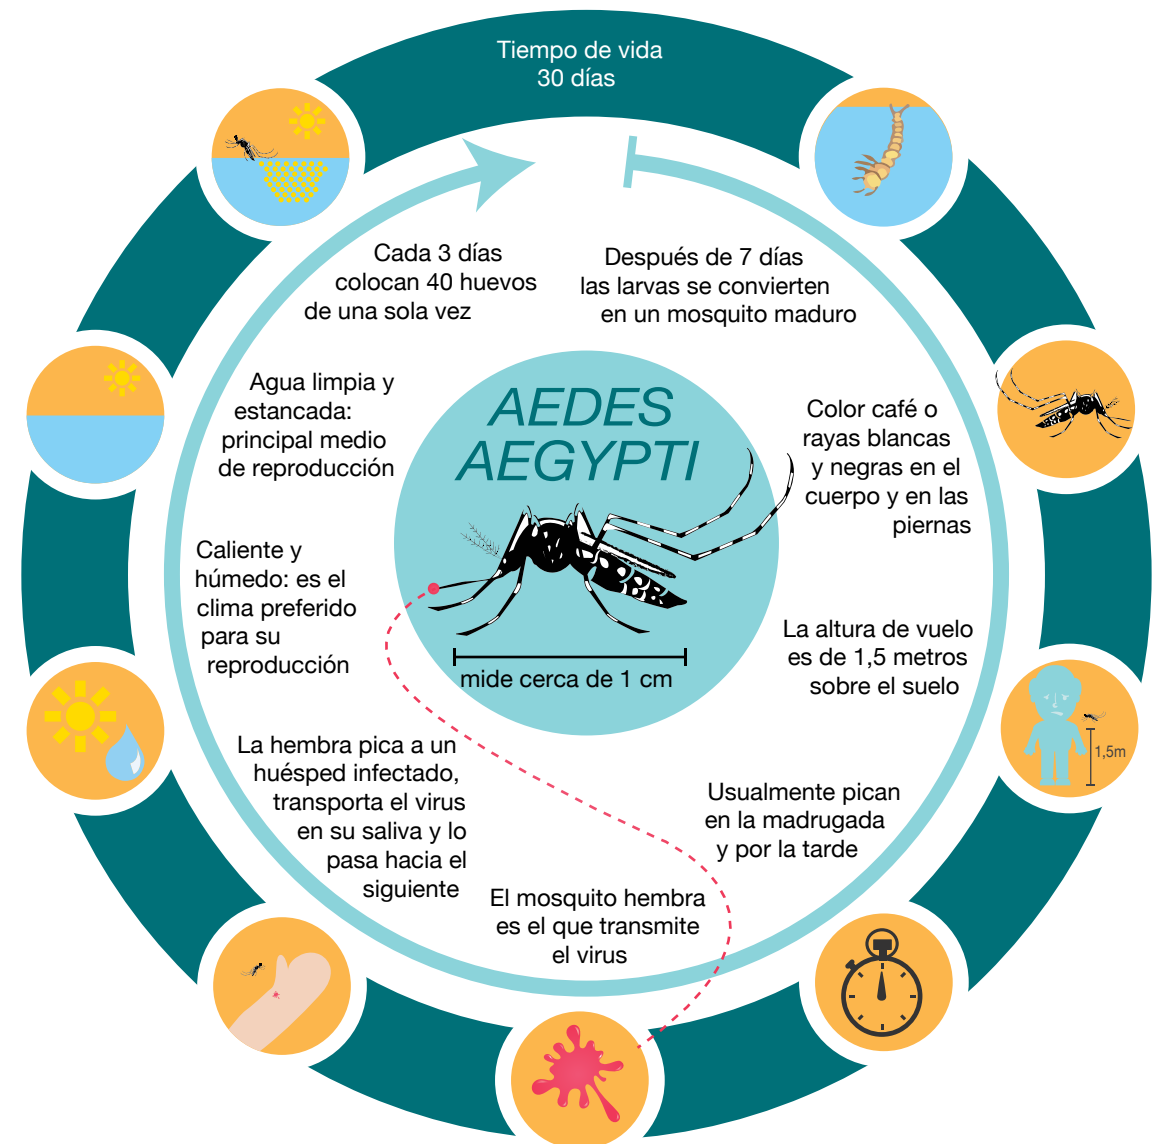 Tiempo de vida
30 días
Después de 7 días
las larvas se convierten
en un mosquito maduro
Color café o
rayas blancas
y negras en el
cuerpo y en las
piernas
La altura de vuelo
es de 1,5 metros
sobre el suelo
1,5m
Usualmente pican
en la madrugada
y por la tarde
El mosquito hembra
es el que transmite
el virus
La hembra pica a un
huésped infectado,
transporta el virus
en su saliva y lo
pasa hacia el
siguiente
Caliente y
húmedo: es el
clima preferido
para su
reproducción
Agua limpia y
estancada:
principal medio
de reproducción
Cada 3 días
colocan 40 huevos
de una sola vez
AEDES
AEGYPTI
mide cerca de 1 cm